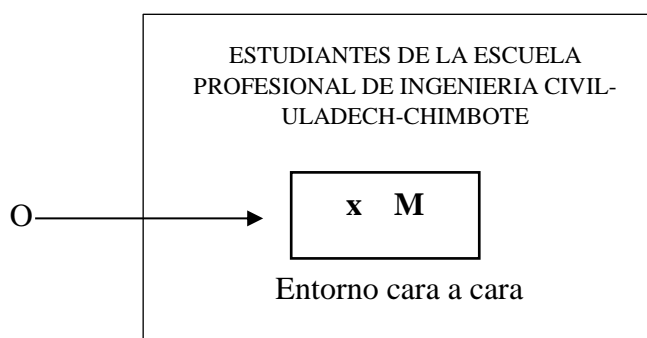 ESTUDIANTES DE LA ESCUELA
PROFESIONAL DE INGENIERIA CIVIL-
ULADECH-CHIMBOTE
x M
O
Entorno cara a cara